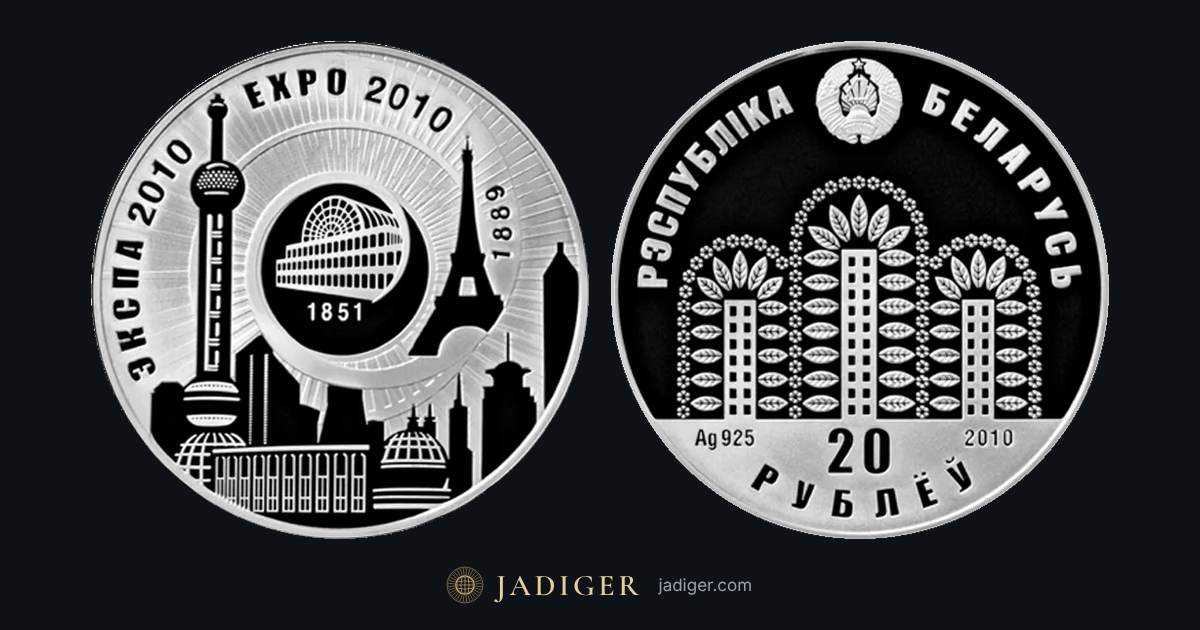 ЭКСПА 2010 EXPO 2010
1889
1851
РЭСПУБЛІКА БЕЛАРУСЬ
Ag 925
20
2010
РУБЛЁЎ
JADIGER jadiger.com